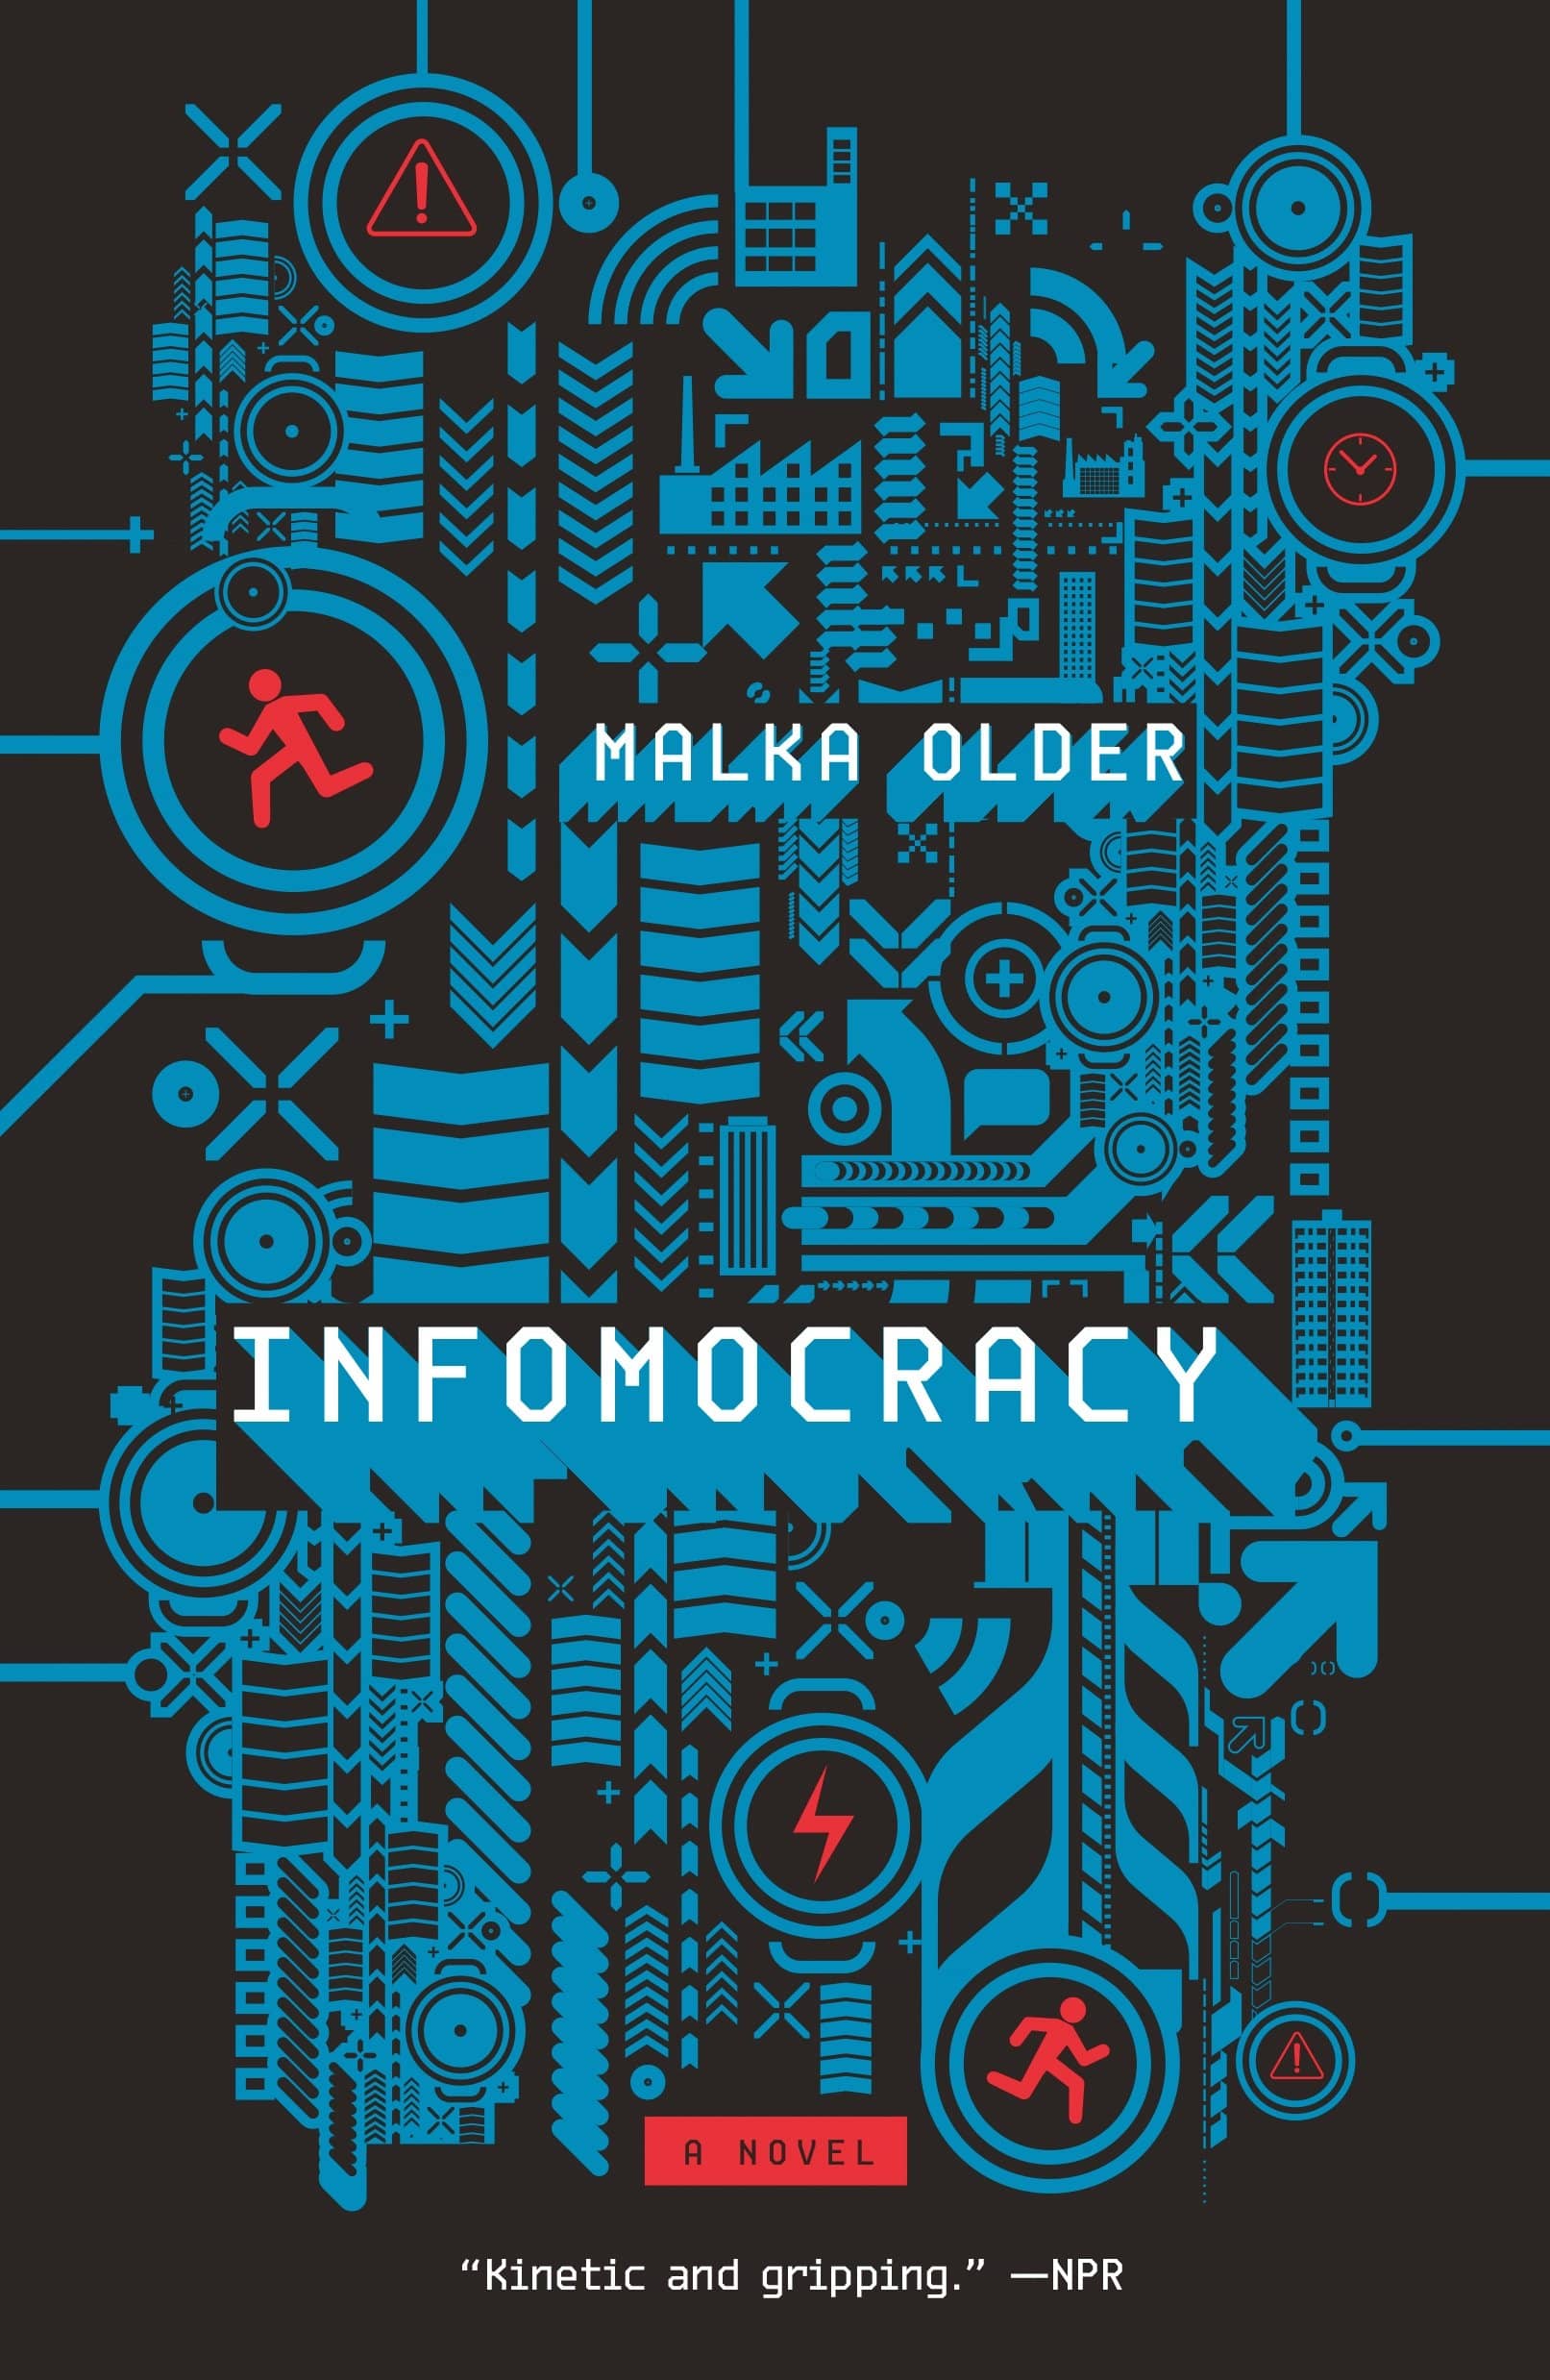 MALKA OLDER
INFOMOCRACY
A NOVEL
“Kinetic and gripping.” —NPR